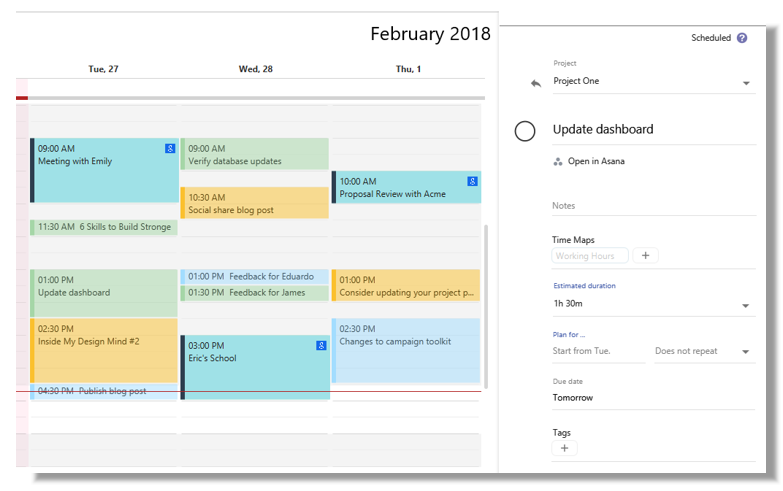 February 2018
Tue, 27
Wed, 28
Thu, 1
09:00 AM
Meeting with Emily
8
11:30 AM 6 Skills to Build Stronge
01:00 PM
Update dashboard
02:30 PM
Inside My Design Mind #2
04:30 PM Publish blog post
09:00 AM
Verify database updates
10:30 AM
Social share blog post
01:00 PM Feedback for Eduardo
01:30 PM Feedback for James
03:00 PM
Eric's School
8
10:00 AM
Proposal Review with Acme
8
01:00 PM
Consider updating your project p...
02:30 PM
Changes to campaign toolkit
Scheduled ?
Project
Project One
Update dashboard
Open in Asana
Notes
Time Maps
Working Hours +
Estimated duration
1h 30m
Plan for ...
Start from Tue. Does not repeat
Due date
Tomorrow
Tags
+